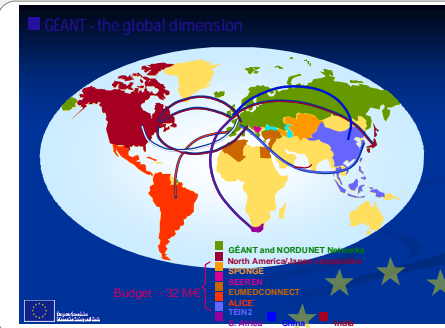 GÉANT - the global dimension
GÉANT and NORDUNET Networks
North America/Japan
SPONGE
SEEREN
EUMEDCONNECT
Budget - 32 M€
ALICE
TEIN2
S. Africa China India